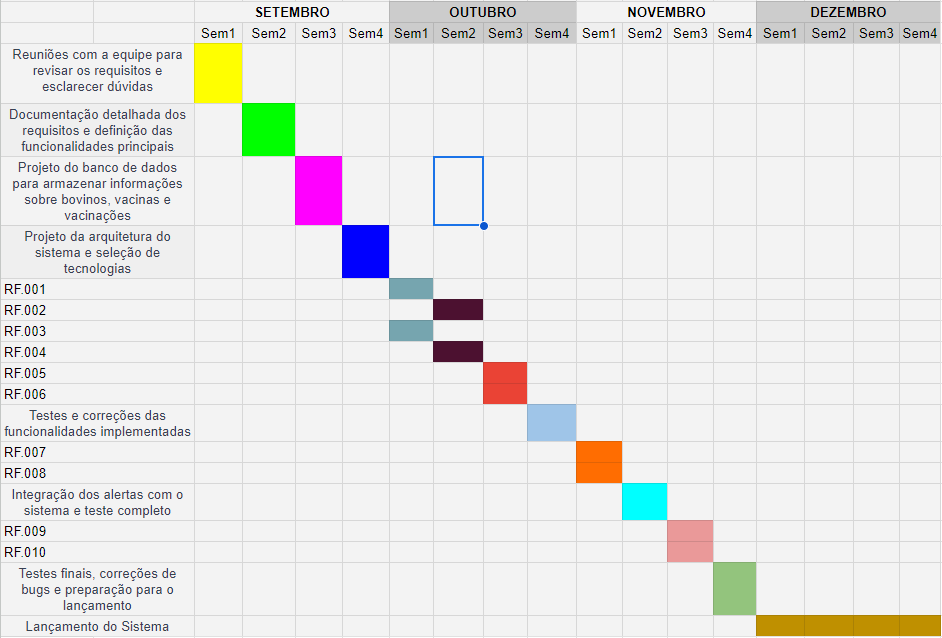 SETEMBRO OUTUBRO NOVEMBRO DEZEMBRO
Sem1 Sem2 Sem3 Sem4 Sem1 Sem2 Sem3 Sem4 Sem1 Sem2 Sem3 Sem4 Sem1 Sem2 Sem3 Sem4
Reuniões com a equipe para
revisar os requisitos e
esclarecer dúvidas
Documentação detalhada dos
requisitos e definição das
funcionalidades principais
Projeto do banco de dados
para armazenar informações
sobre bovinos, vacinas e
vacinações
Projeto da arquitetura do
sistema e seleção de
tecnologias
RF.001
RF.002
RF.003
RF.004
RF.005
RF.006
Testes e correções das
funcionalidades implementadas
RF.007
RF.008
Integração dos alertas com o
sistema e teste completo
RF.009
RF.010
Testes finais, correções de
bugs e preparação para o
lançamento
Lançamento do Sistema